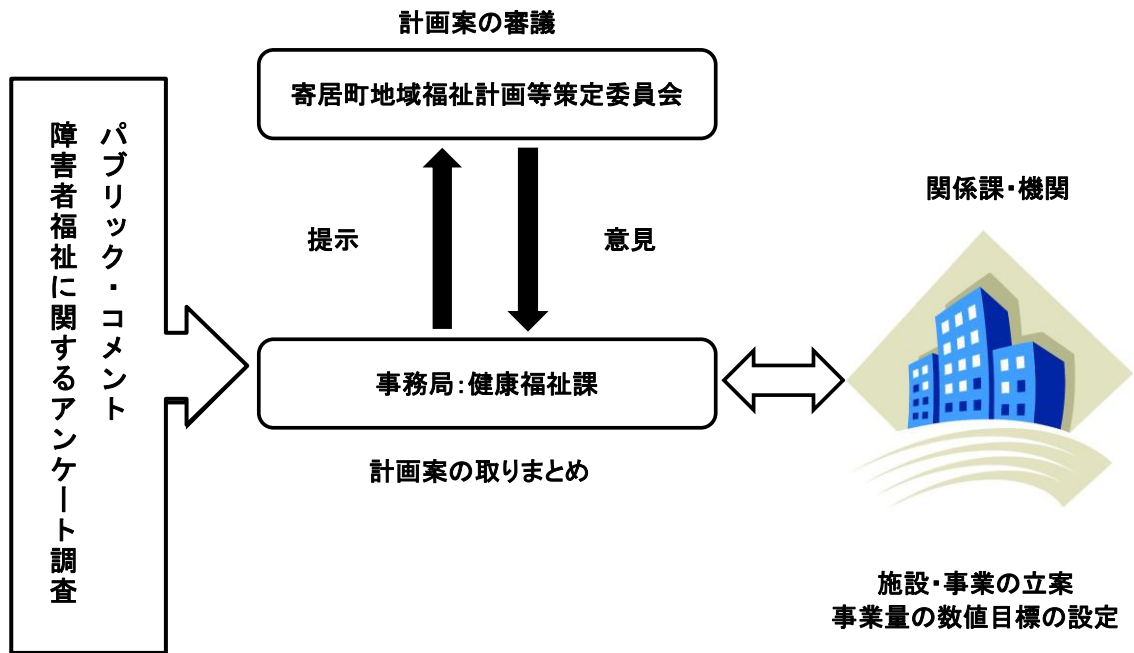 計画案の審議
寄居町地域福祉計画等策定委員会
パブリック・コメント
障害者福祉に関するアンケート調査
提示
意見
関係課・機関
事務局：健康福祉課
計画案の取りまとめ
施設・事業の立案
事業量の数値目標の設定